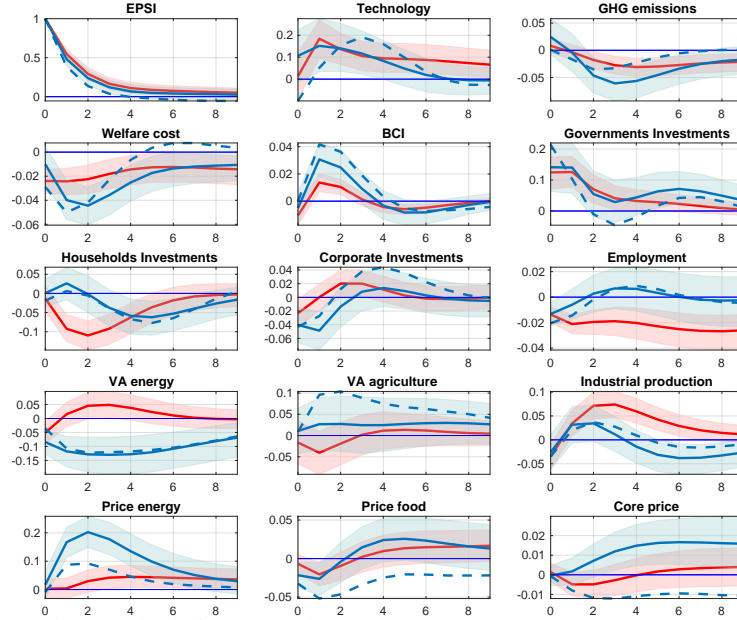 EPSI Technology GHG emissions
1 0.5 0
0.2 0.1 0
0.05 0 -0.05
0 2 4 6 8 0 2 4 6 8 0 2 4 6 8
Welfare cost BCI Governments Investments
0 -0.02 -0.04 -0.06
0.04 0.02 0
0.2 0.1 0
0 2 4 6 8 0 2 4 6 8 0 2 4 6 8
Households Investments Corporate Investments Employment
0.05 0 -0.05 -0.1
0.04 0.02 0 -0.02 -0.04 -0.06
0.02 0 -0.02 -0.04
0 2 4 6 8 0 2 4 6 8 0 2 4 6 8
VA energy VA agriculture Industrial production
0.05 0 -0.05 -0.1 -0.15
0.1 0.05 0 -0.05
0.05 0 -0.05
0 2 4 6 8 0 2 4 6 8 0 2 4 6 8
Price energy Price food Core price
0.2 0.1 0
0.05 0 -0.05
0.02 0.01 0 -0.01
0 2 4 6 8 0 2 4 6 8 0 2 4 6 8